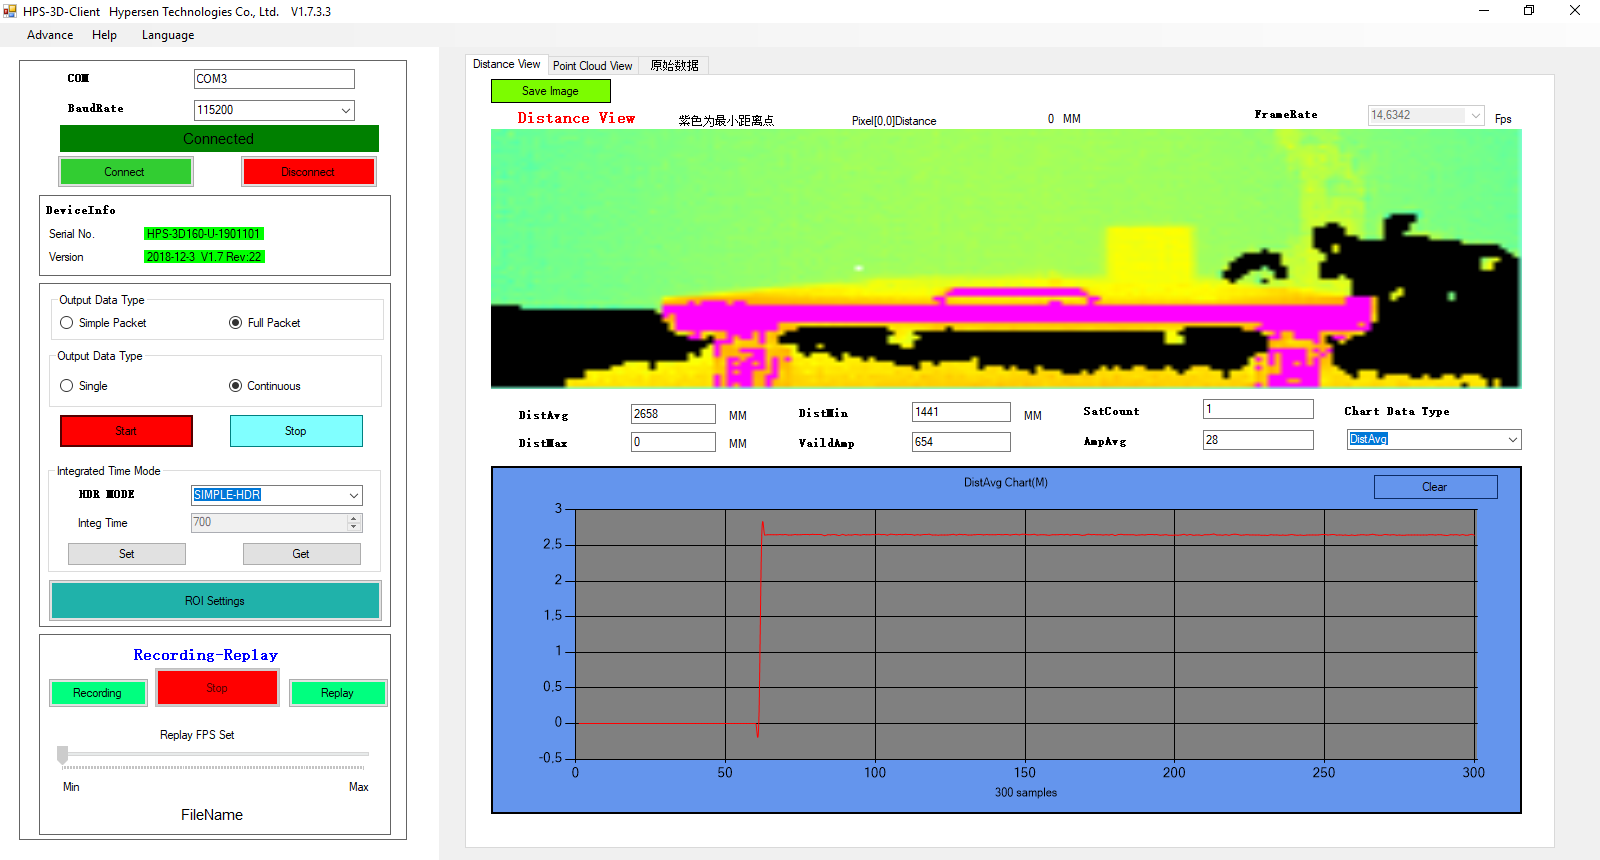 HPS-3D-Client Hypersen Technologies Co., Ltd. V1.7.3.3
Advance Help Language
COM COM3
BaudRate 115200
Connected
Connect Disconnect
DeviceInfo
Serial No. HPS-3D160-U-1901101
Version 2018-12-3 V1.7 Rev:22
Output Data Type
Simple Packet Full Packet
Output Data Type
Single Continuous
Start Stop
Integrated Time Mode
HDR MODE SIMPLE-HDR
Integ Time 700
Set Get
ROI Settings
Recording-Replay
Recording Stop Replay
Replay FPS Set
Min Max
FileName
Distance View Point Cloud View 原始数据
Save Image
Distance View 紫色为最小距离点 Pixel[0,0]Distance 0 MM FrameRate 14,6342 Fps
DistAvg 2658 MM DistMin 1441 MM SatCount 1 Chart Data Type
DistMax 0 MM VaildAmp 654 AmpAvg 28 DistAvg
DistAvg Chart(M)
Clear
3
2.5
2
1.5
1
0.5
0
-0.5
0 50 100 150 200 250 300
300 samples